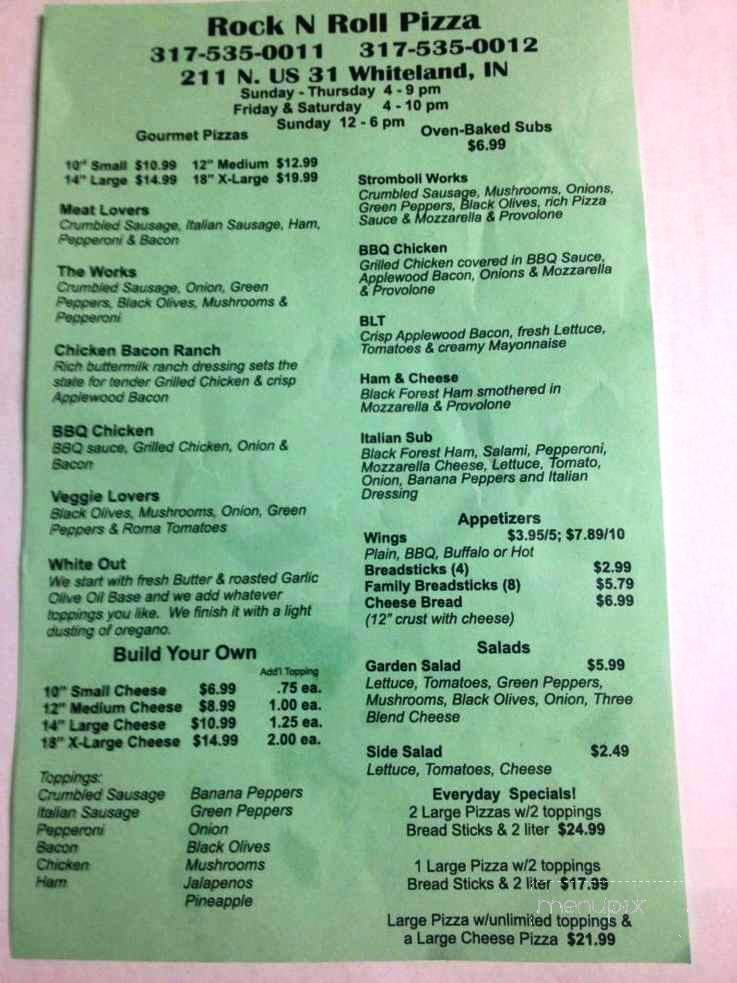 Rock N Roll Pizza
317-535-0011 317-535-0012
211 N. US 31 Whiteland, IN
Sunday - Thursday 4 - 9 pm
Friday & Saturday 4 - 10 pm
Sunday 12 - 6 pm
Gourmet Pizzas
10" Small $10.99 12" Medium $12.99
14" Large $14.99 18" X-Large $19.99
Meat Lovers
Crumbled Sausage, Italian Sausage, Ham,
Pepperoni & Bacon
The Works
Crumbled Sausage, Onion, Green
Peppers, Black Olives, Mushrooms &
Pepperoni
Chicken Bacon Ranch
Rich buttermilk ranch dressing sets the
state for tender Grilled Chicken & crisp
Applewood Bacon
BBQ Chicken
BBQ sauce, Grilled Chicken, Onion &
Bacon
Veggie Lovers
Black Olives, Mushrooms, Onion, Green
Peppers & Roma Tomatoes
White Out
We start with fresh Butter & roasted Garlic
Olive Oil Base and we add whatever
toppings you like. We finish it with a light
dusting of oregano.
Build Your Own
Add'l Topping
10" Small Cheese $6.99 .75 ea.
12" Medium Cheese $8.99 1.00 ea.
14" Large Cheese $10.99 1.25 ea.
18" X-Large Cheese $14.99 2.00 ea.
Toppings:
Crumbled Sausage
Italian Sausage
Pepperoni
Bacon
Chicken
Ham
Banana Peppers
Green Peppers
Onion
Black Olives
Mushrooms
Jalapenos
Pineapple
Oven-Baked Subs
$6.99
Stromboli Works
Crumbled Sausage, Mushrooms, Onions,
Green Peppers, Black Olives, rich Pizza
Sauce & Mozzarella & Provolone
BBQ Chicken
Grilled Chicken covered in BBQ Sauce,
Applewood Bacon, Onions & Mozzarella
& Provolone
BLT
Crisp Applewood Bacon, fresh Lettuce,
Tomatoes & creamy Mayonnaise
Ham & Cheese
Black Forest Ham smothered in
Mozzarella & Provolone
Italian Sub
Black Forest Ham, Salami, Pepperoni,
Mozzarella Cheese, Lettuce, Tomato,
Onion, Banana Peppers and Italian
Dressing
Appetizers
Wings $3.95/5; $7.89/10
Plain, BBQ, Buffalo or Hot
Breadsticks (4) $2.99
Family Breadsticks (8) $5.79
Cheese Bread $6.99
(12" crust with cheese)
Salads
Garden Salad $5.99
Lettuce, Tomatoes, Green Peppers,
Mushrooms, Black Olives, Onion, Three
Blend Cheese
Side Salad $2.49
Lettuce, Tomatoes, Cheese
Everyday Specials!
2 Large Pizzas w/2 toppings
Bread Sticks & 2 liter $24.99
1 Large Pizza w/2 toppings
Bread Sticks & 2 liter $17.99
menupix
Large Pizza w/unlimited toppings &
a Large Cheese Pizza $21.99